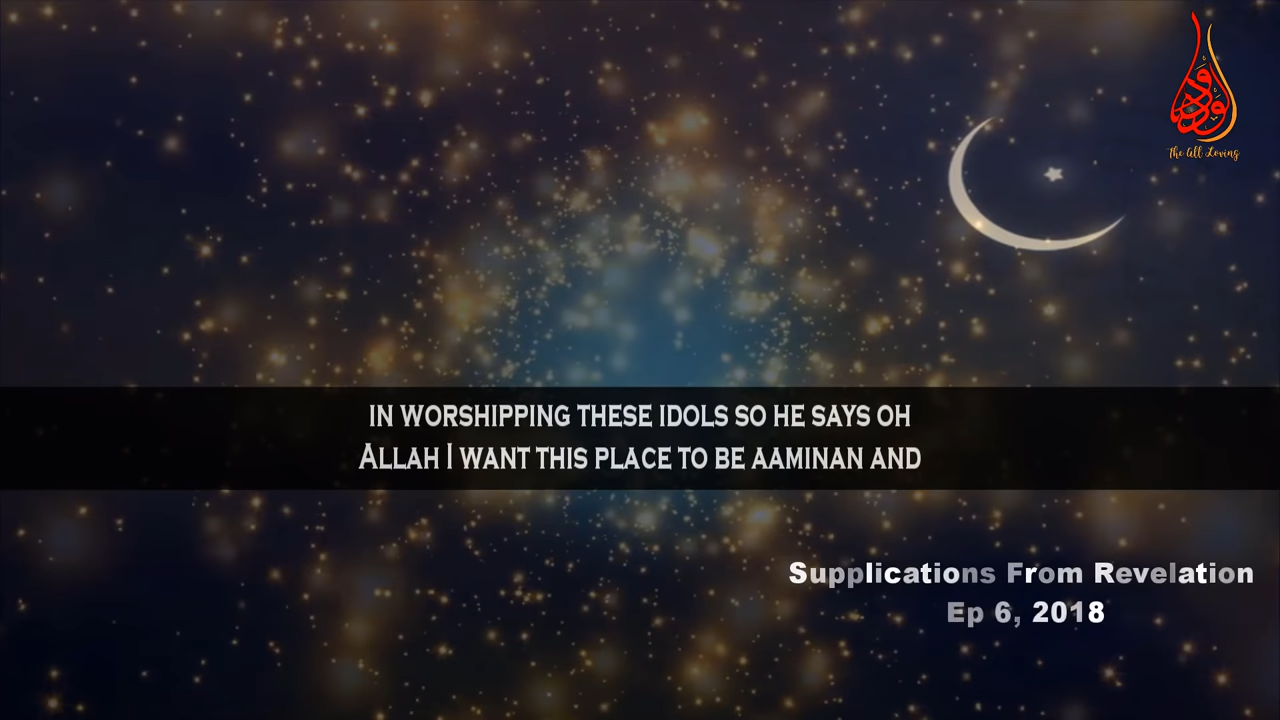 الودود
The All Loving
IN WORSHIPPING THESE IDOLS SO HE SAYS OH
ALLAH I WANT THIS PLACE TO BE AAMINAN AND
Supplications From Revelation
Ep 6, 2018